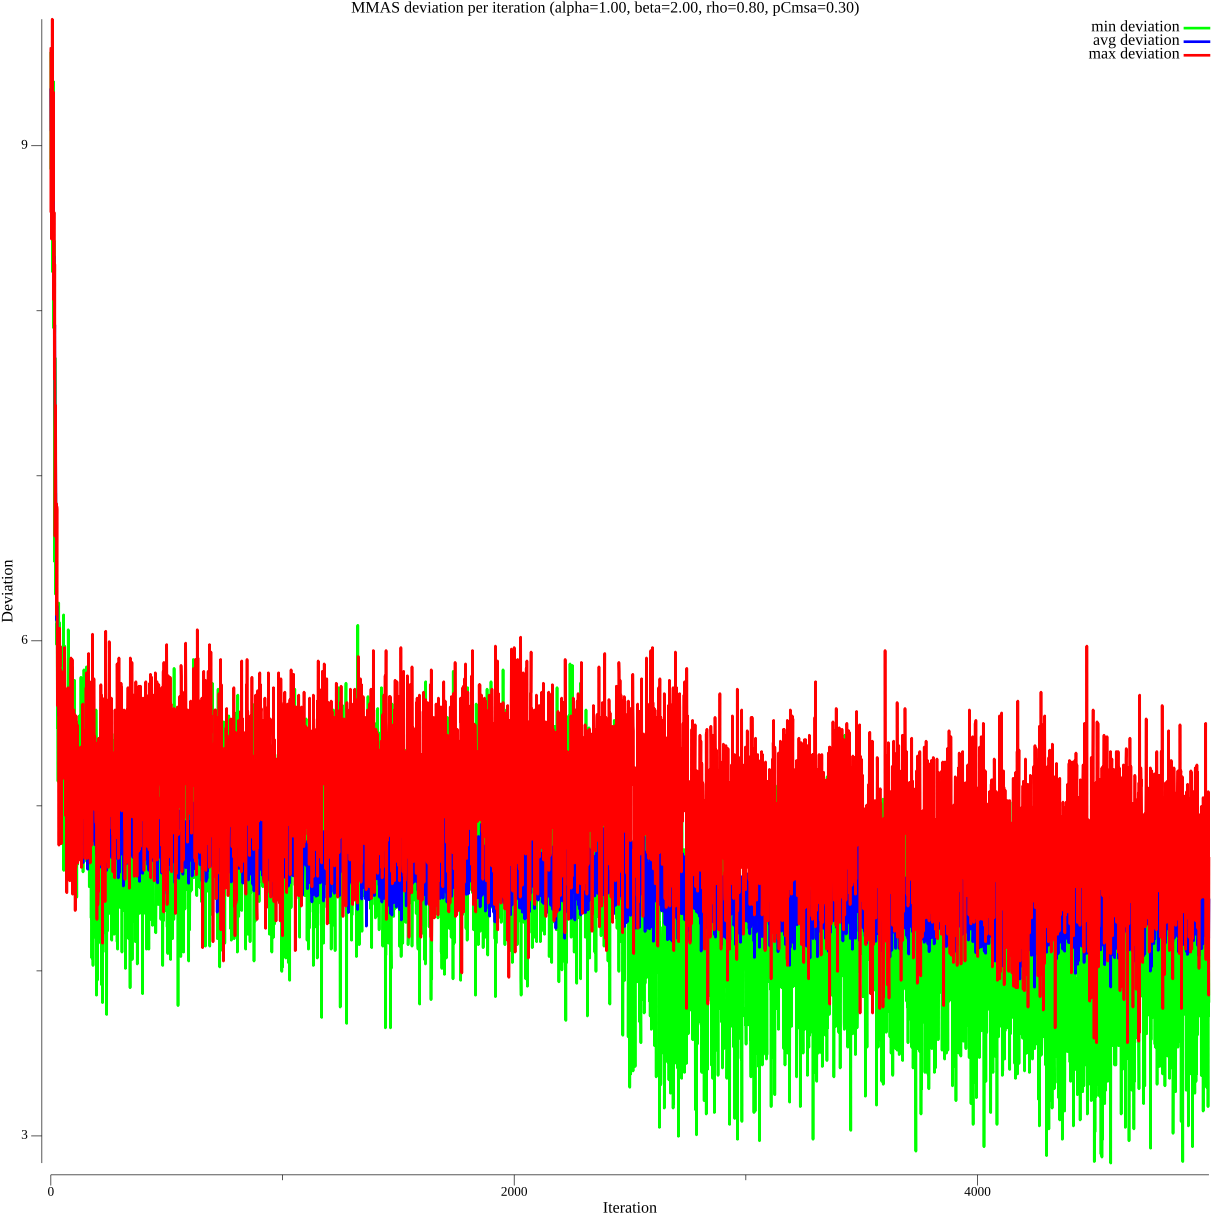 MMAS deviation per iteration (alpha=1.00, beta=2.00, rho=0.80, pCmsa=0.30)
min deviation
avg deviation
max deviation
9
6
3
Deviation
0
2000
4000
Iteration